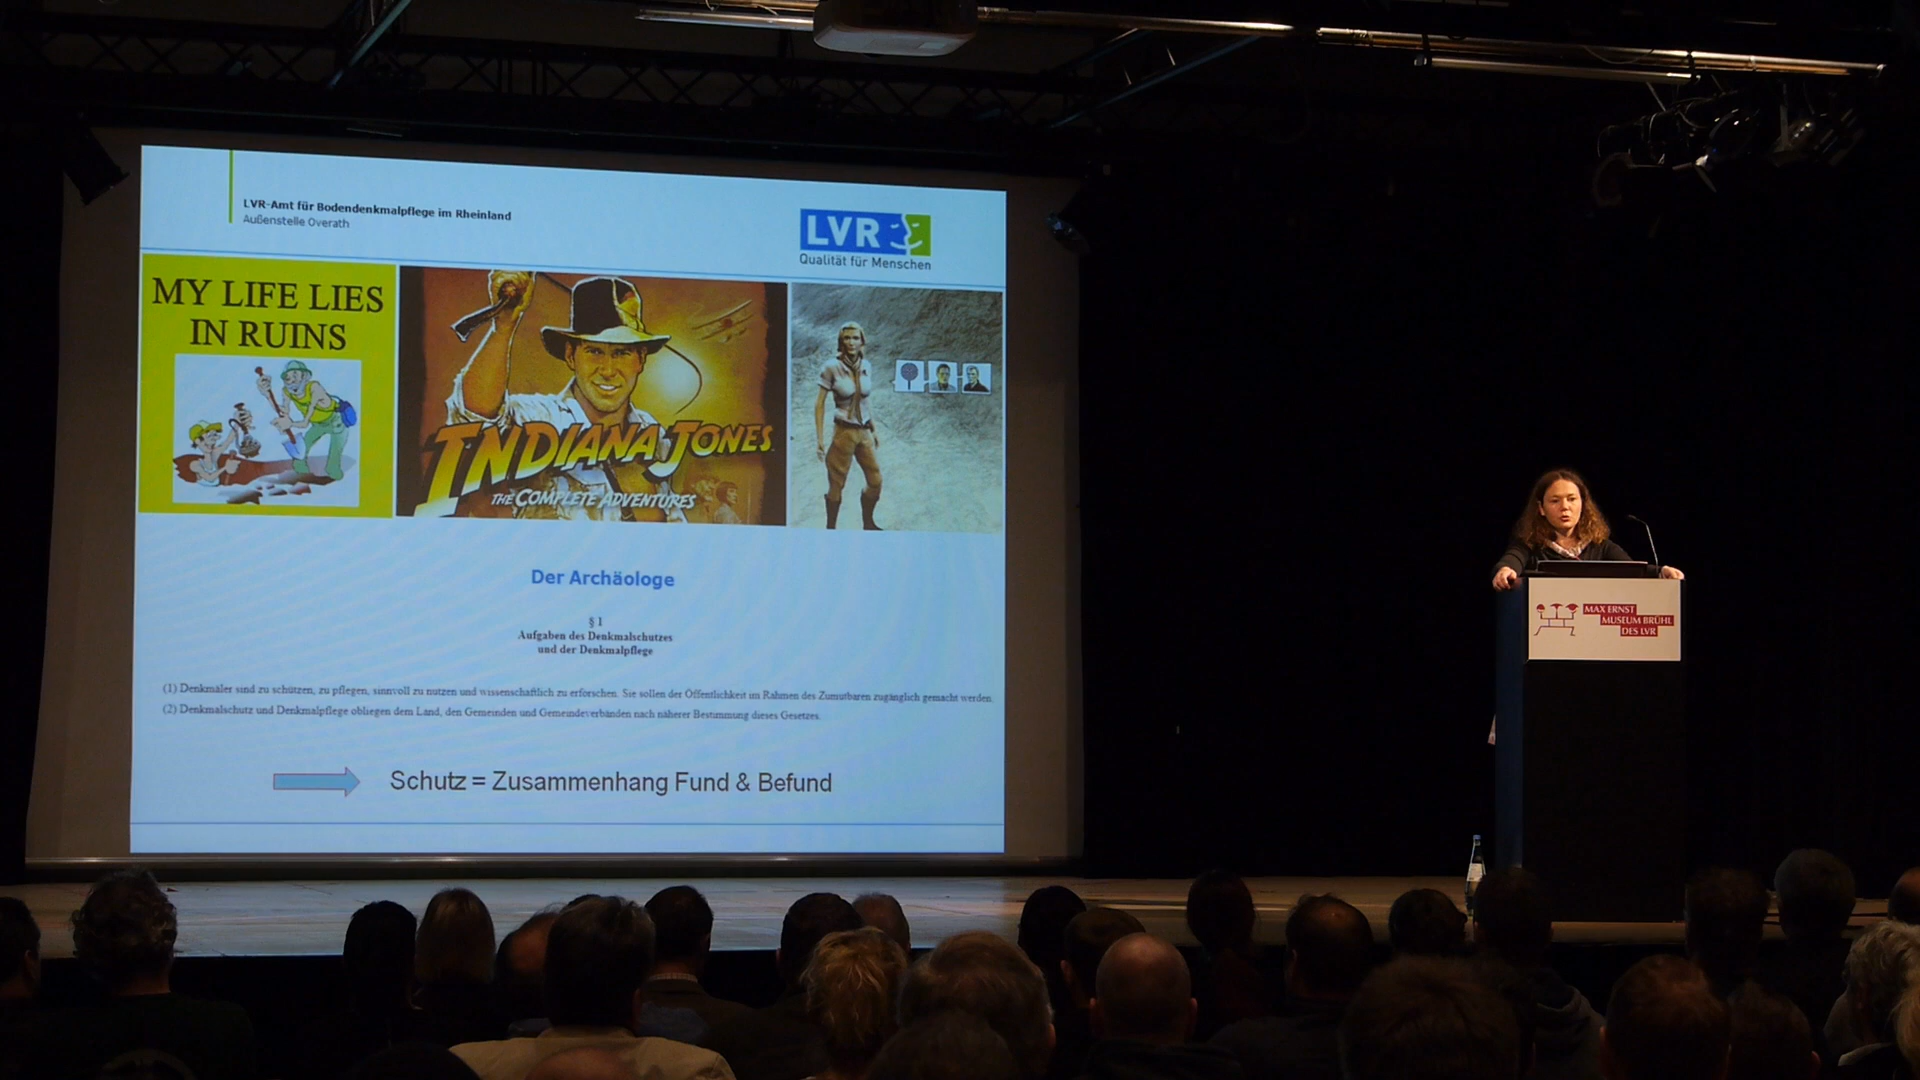 LVR-Amt für Bodendenkmalpflege im Rheinland
Außenstelle Overath
LVR
Qualität für Menschen
MY LIFE LIES
IN RUINS
INDIANA JONES
THE COMPLETE ADVENTURES
Der Archäologe
§ 1
Aufgaben des Denkmalschutzes
und der Denkmalpflege
(1) Denkmäler sind zu schützen, zu pflegen, sinnvoll zu nutzen und wissenschaftlich zu erforschen. Sie sollen der Öffentlichkeit im Rahmen des Zumutbaren zugänglich gemacht werden.
(2) Denkmalschutz und Denkmalpflege obliegen dem Land, den Gemeinden und Gemeindeverbänden nach näherer Bestimmung dieses Gesetzes.
Schutz = Zusammenhang Fund & Befund
MAX ERNST
MUSEUM BRÜHL
DES LVR